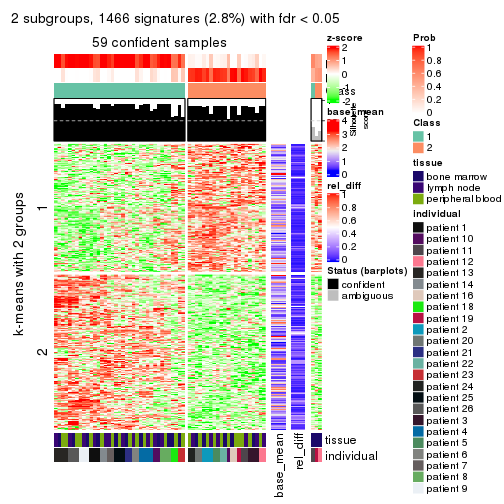 2 subgroups, 1466 signatures (2.8%) with fdr < 0.05
59 confident samples
k-means with 2 groups
1
2
z-score
2
1
0
-1
-2
Class
Silhouette
score
base_mean
4
3
2
1
0
rel_diff
1
0.8
0.6
0.4
0.2
0
Status (barplots)
confident
ambiguous
Prob
1
0.8
0.6
0.4
0.2
0
Class
1
2
tissue
bone marrow
lymph node
peripheral blood
individual
patient 1
patient 10
patient 11
patient 12
patient 13
patient 14
patient 16
patient 18
patient 19
patient 2
patient 20
patient 21
patient 22
patient 23
patient 24
patient 25
patient 26
patient 3
patient 4
patient 5
patient 6
patient 7
patient 8
patient 9
tissue
individual
base_mean
rel_diff